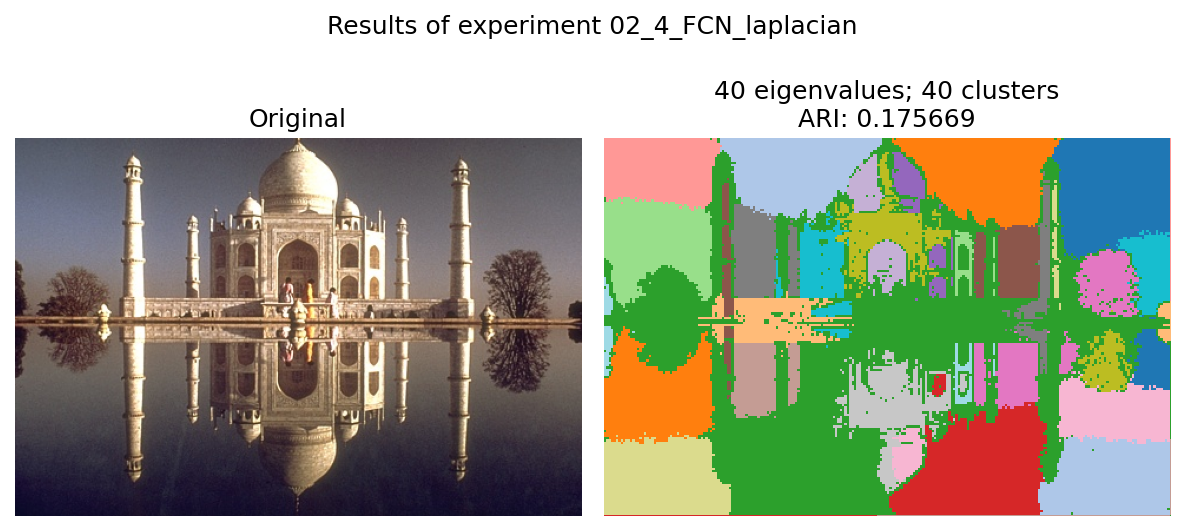 Results of experiment 02_4_FCN_laplacian
Original
40 eigenvalues; 40 clusters
ARI: 0.175669